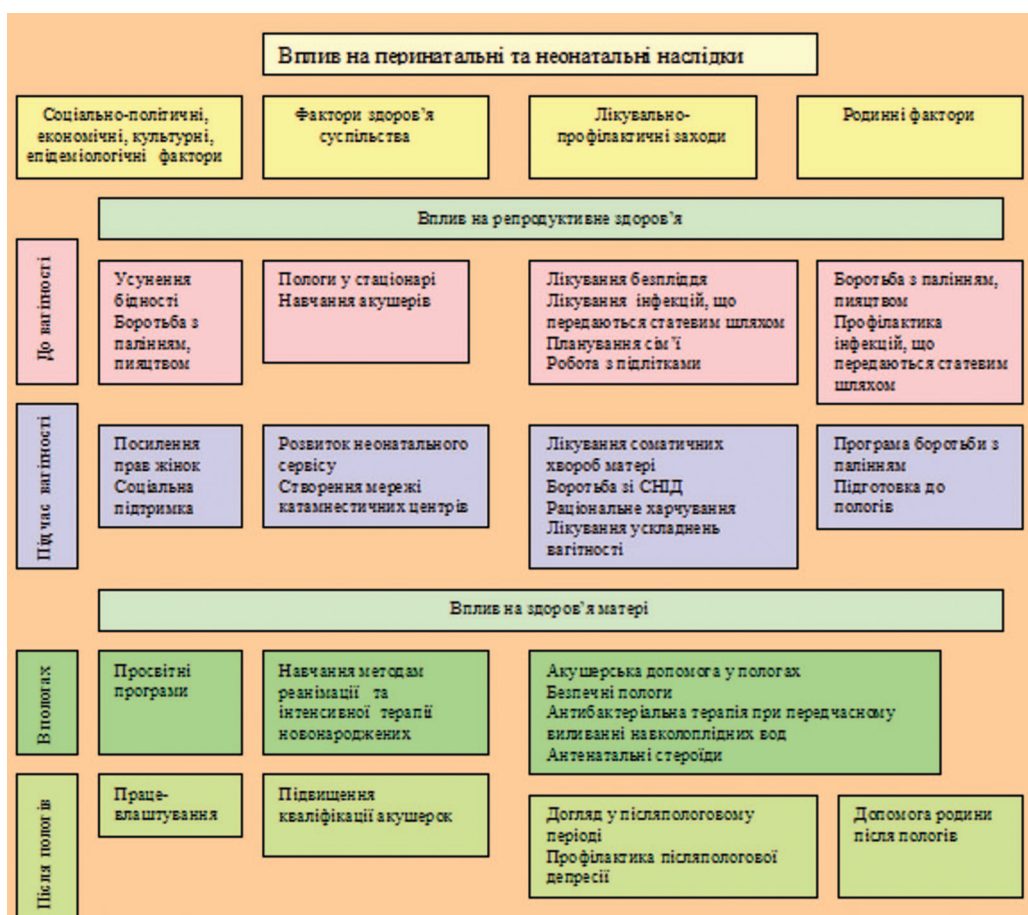 Вплив на перинатальні та неонатальні наслідки
Соціально-політичні,
економічні, культурні,
епідеміологічні фактори
Фактори здоров’я
суспільства
Лікувально-
профілактичні заходи
Родинні фактори
Вплив на репродуктивне здоров’я
До вагітності
Усунення
бідності
Боротьба з
палінням,
пияцтвом
Пологи у стаціонарі
Навчання акушерів
Лікування безпліддя
Лікування інфекцій, що
передаються статевим шляхом
Планування сім’ї
Робота з підлітками
Боротьба з палінням,
пияцтвом
Профілактика
інфекцій, що
передаються статевим
шляхом
Під час вагітності
Посилення
прав жінок
Соціальна
підтримка
Розвиток неонатального
сервісу
Створення мережі
катамнестичних центрів
Лікування соматичних
хвороб матері
Боротьба зі СНІД
Раціональне харчування
Лікування ускладнень
вагітності
Програма боротьби з
палінням
Підготовка до
пологів
Вплив на здоров’я матері
В пологах
Просвітні
програми
Навчання методам
реанімації та
інтенсивної терапії
новонароджених
Акушерська допомога у пологах
Безпечні пологи
Антибактеріальна терапія при передчасному
виливанні навколоплідних вод
Антенатальні стероїди
Після пологів
Праце-
влаштування
Підвищення
кваліфікації акушерок
Догляд у післяпологовому
періоді
Профілактика післяпологової
депресії
Допомога родини
після пологів